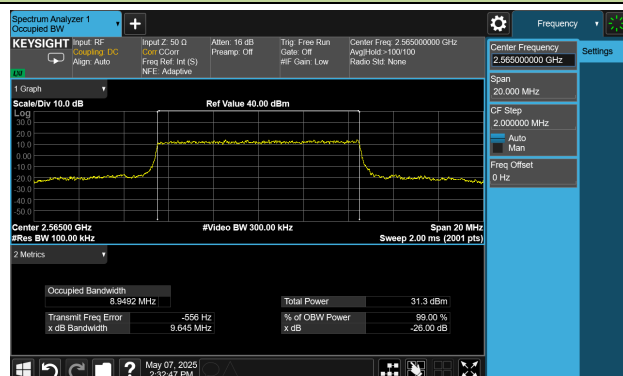 Spectrum Analyzer 1
Occupied BW
+
Frequency
KEYSIGHT
Input: RF
Coupling: DC
Align: Auto
Input Z: 50 Ω
Corr CCorr
Freq Ref: Int (S)
NFE: Adaptive
Atten: 16 dB
Preamp: Off
Trig: Free Run
Gate: Off
#IF Gain: Low
Center Freq: 2.565000000 GHz
Avg|Hold:>100/100
Radio Std: None
LXI
1 Graph
Scale/Div 10.0 dB
Ref Value 40.00 dBm
Log
30.0
20.0
10.0
0.00
-10.0
-20.0
-30.0
-40.0
-50.0
Center 2.56500 GHz
#Video BW 300.00 kHz
Span 20 MHz
#Res BW 100.00 kHz
Sweep 2.00 ms (2001 pts)
2 Metrics
Occupied Bandwidth
8.9492 MHz
Total Power
31.3 dBm
Transmit Freq Error
-556 Hz
% of OBW Power
99.00 %
x dB Bandwidth
9.645 MHz
x dB
-26.00 dB
Center Frequency
2.565000000 GHz
Settings
Span
20.000 MHz
CF Step
2.000000 MHz
Auto
Man
Freq Offset
0 Hz
?
May 07, 2025
2:32:47 PM